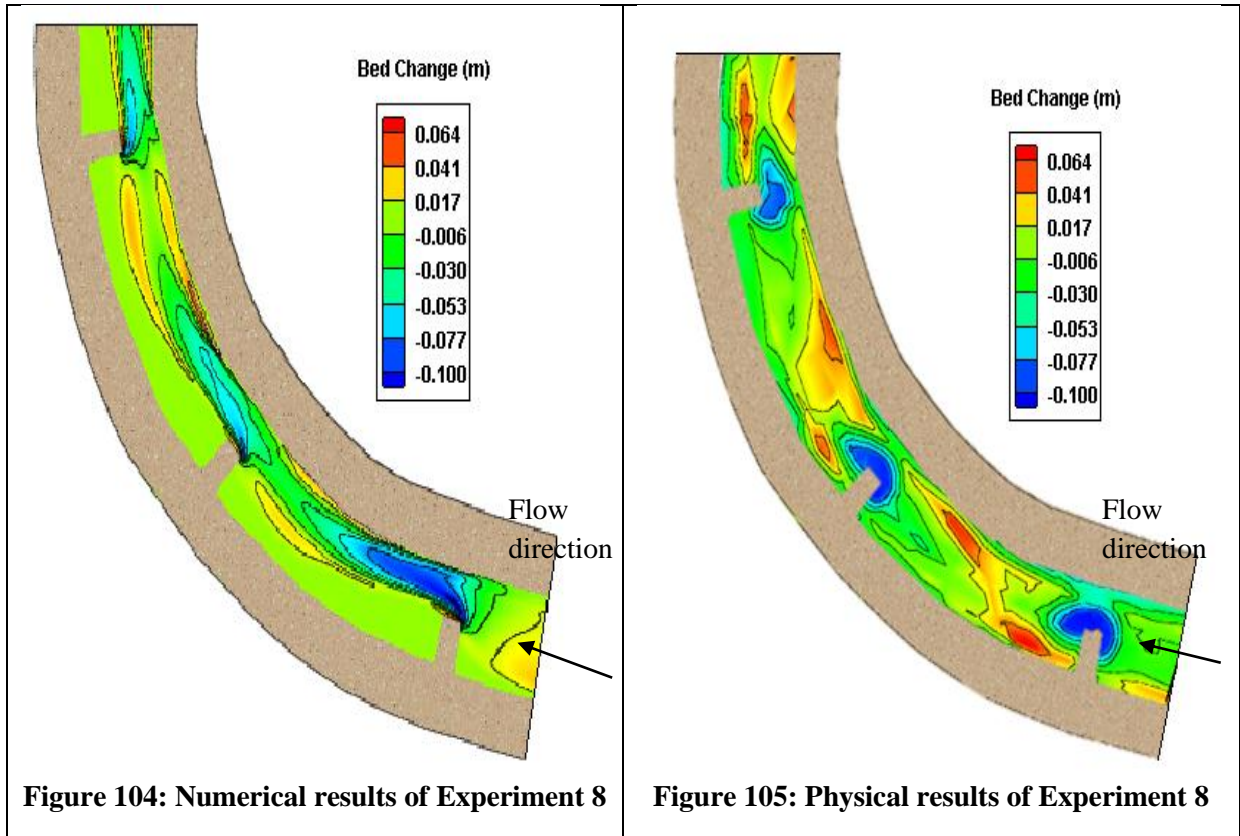 Bed Change (m)
0.064
0.041
0.017
-0.006
-0.030
-0.053
-0.077
-0.100
Flow
direction
Figure 104: Numerical results of Experiment 8
Bed Change (m)
0.064
0.041
0.017
-0.006
-0.030
-0.053
-0.077
-0.100
Flow
direction
Figure 105: Physical results of Experiment 8